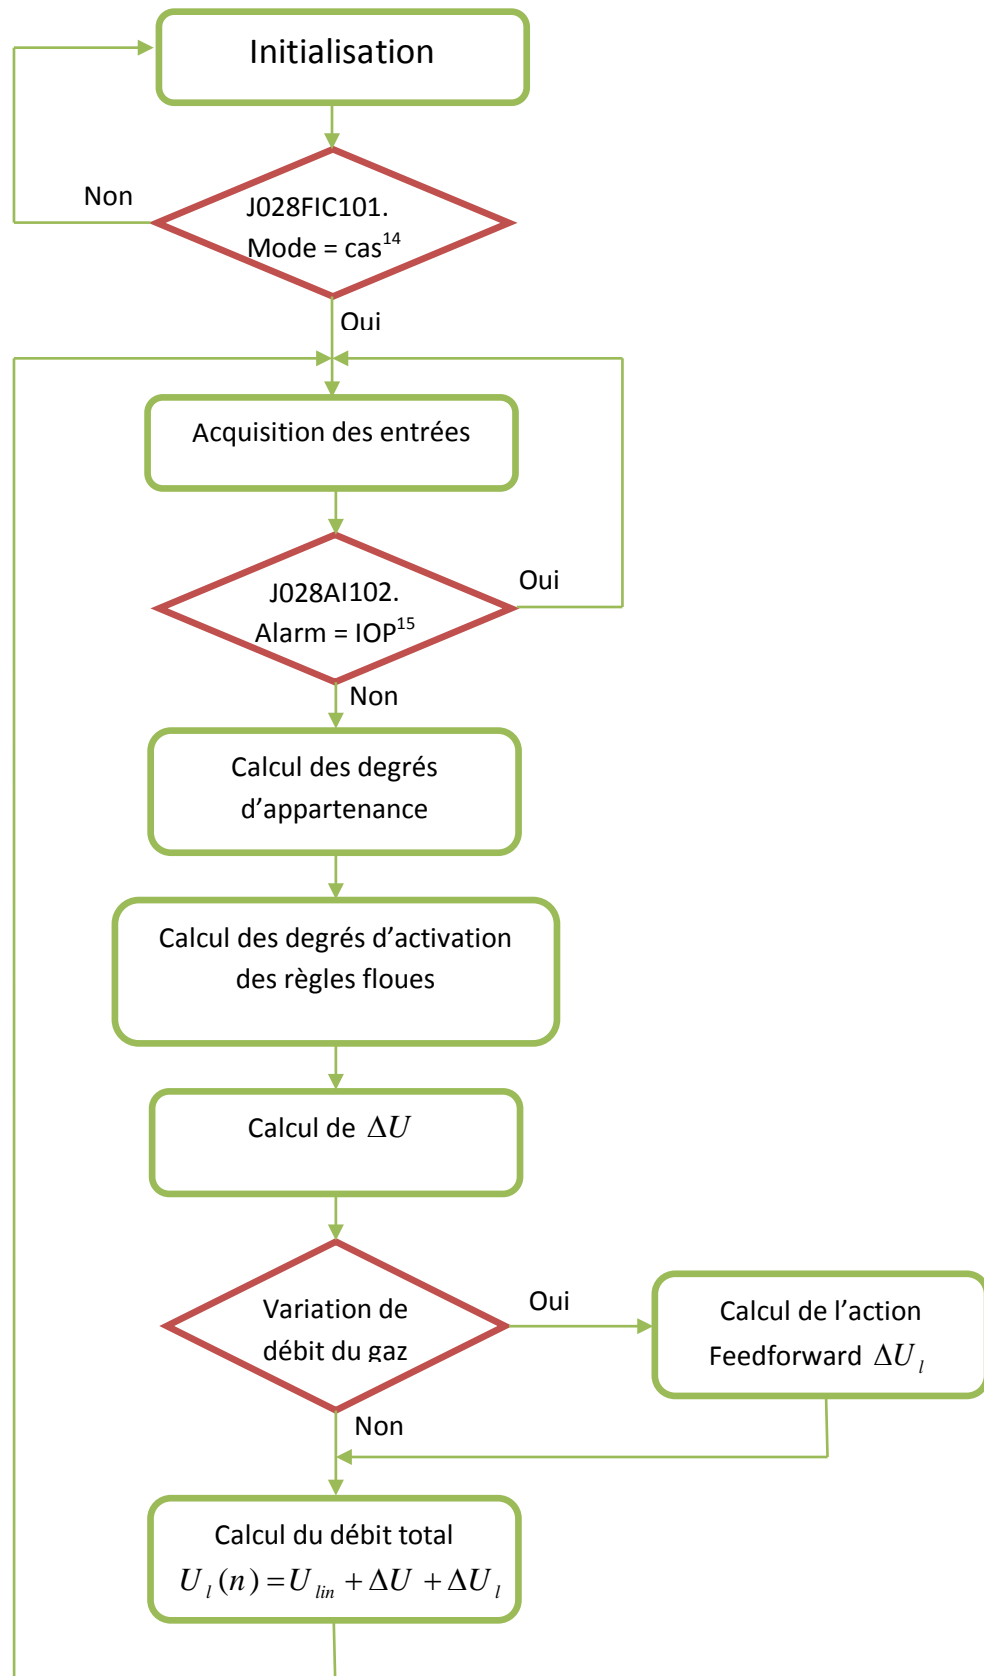 Initialisation
Non
J028FIC101.
Mode = cas¹⁴
Oui
Acquisition des entrées
J028AI102.
Alarm = IOP¹⁵
Oui
Non
Calcul des degrés
d’appartenance
Calcul des degrés d’activation
des règles floues
Calcul de ΔU
Variation de
débit du gaz
Oui
Calcul de l’action
Feedforward ΔU_l
Non
Calcul du débit total
U_l(n) = U_lin + ΔU + ΔU_l